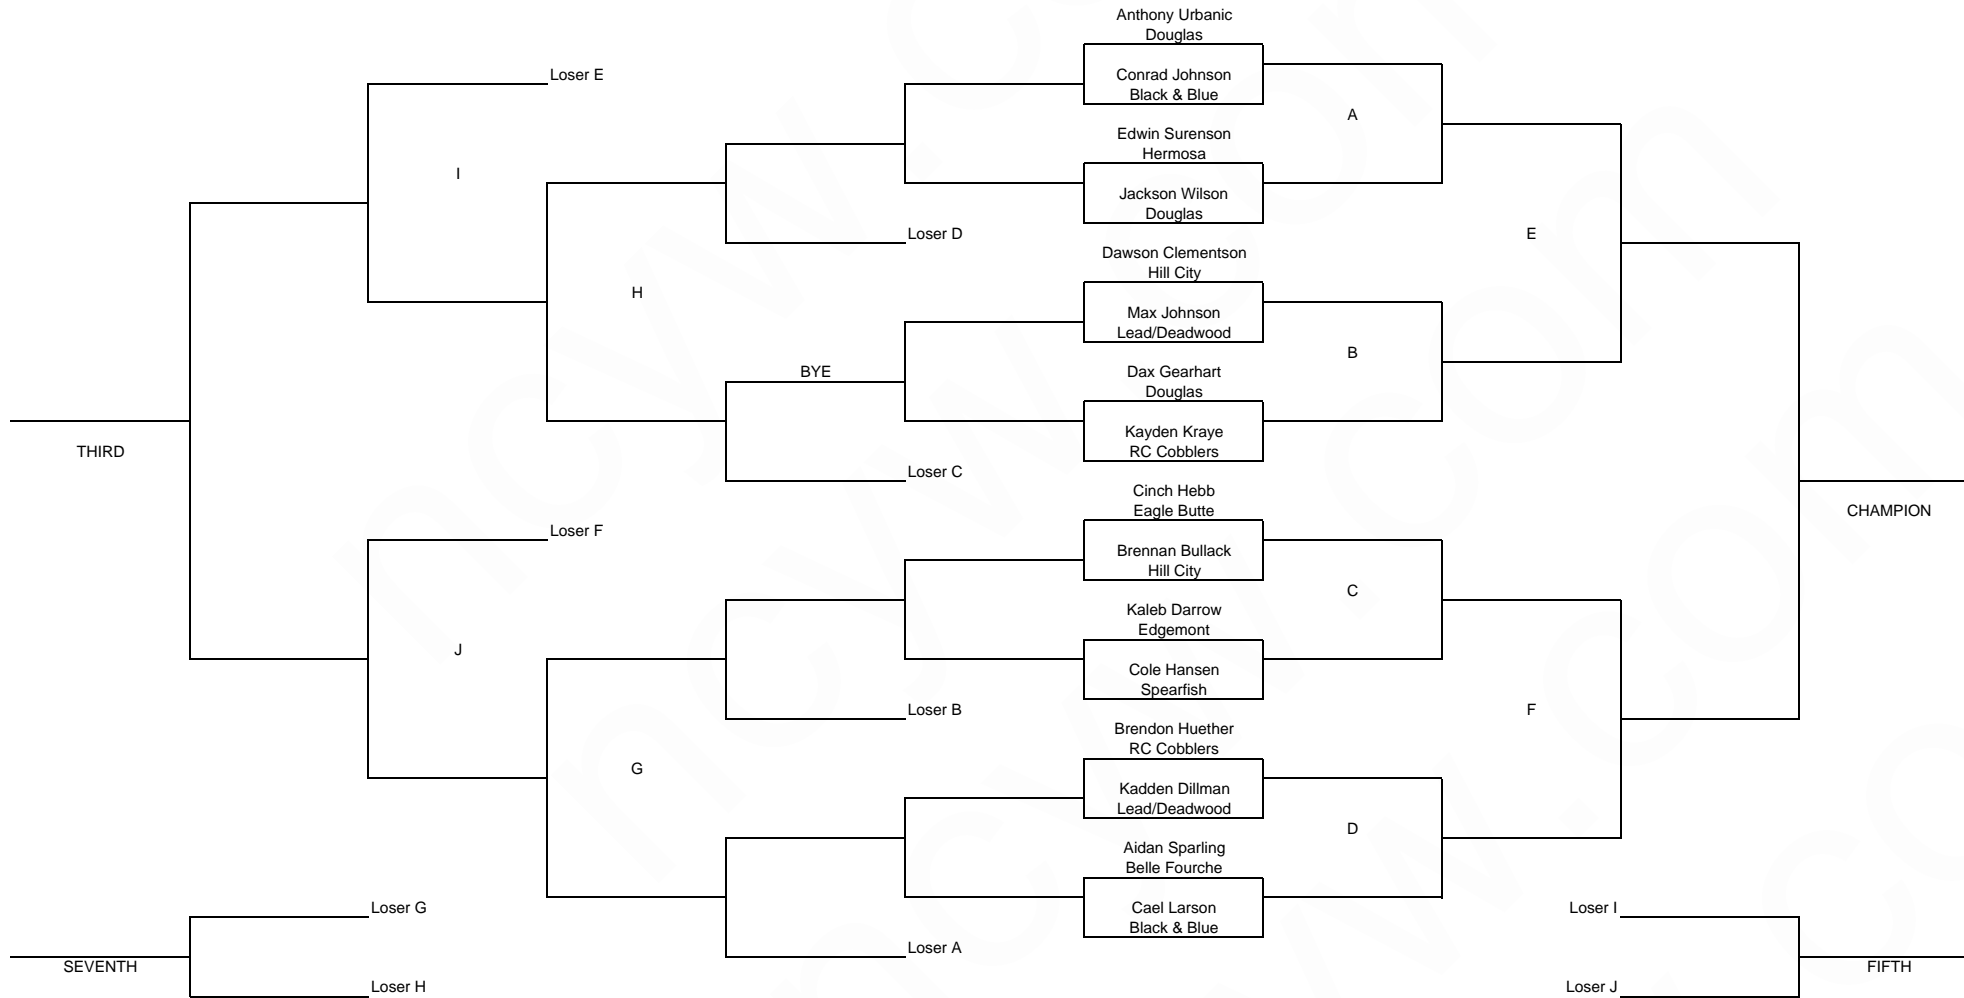 Anthony Urbanic
Douglas
Loser E
Conrad Johnson
Black & Blue
A
Edwin Surenson
Hermosa
I
Jackson Wilson
Douglas
Loser D
E
Dawson Clementson
Hill City
H
Max Johnson
Lead/Deadwood
B
BYE
Dax Gearhart
Douglas
Kayden Kraye
RC Cobblers
THIRD
Loser C
Cinch Hebb
Eagle Butte
CHAMPION
Loser F
Brennan Bullack
Hill City
C
Kaleb Darrow
Edgemont
J
Cole Hansen
Spearfish
Loser B
F
Brendon Huether
RC Cobblers
G
Kadden Dillman
Lead/Deadwood
D
Aidan Sparling
Belle Fourche
Loser G
Cael Larson
Black & Blue
Loser I
Loser A
SEVENTH
FIFTH
Loser H
Loser J